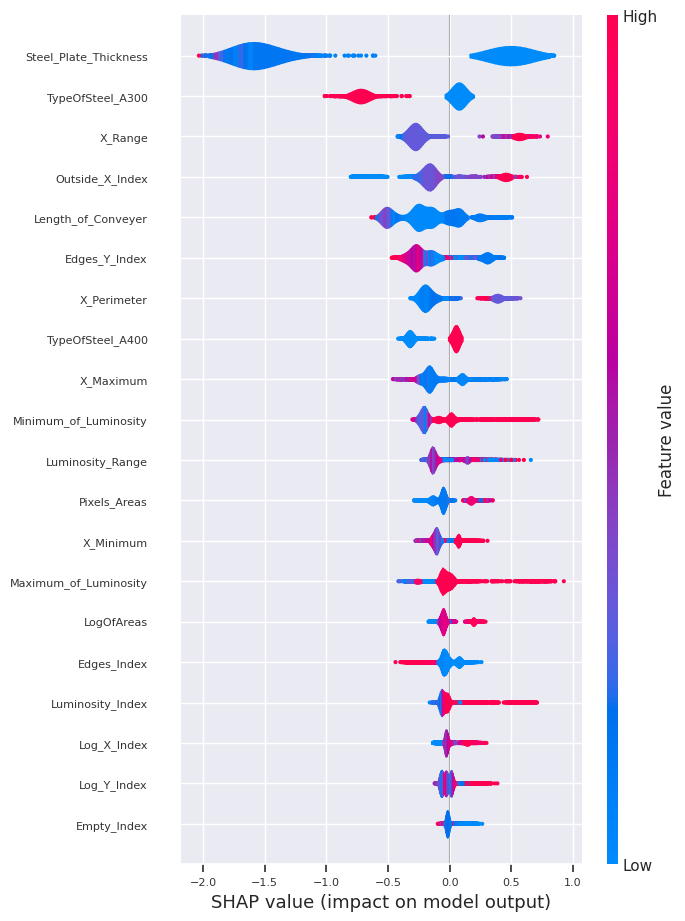 High
Steel_Plate_Thickness
TypeOfSteel_A300
X_Range
Outside_X_Index
Length_of_Conveyer
Edges_Y_Index
X_Perimeter
TypeOfSteel_A400
X_Maximum
Minimum_of_Luminosity
Luminosity_Range
Pixels_Areas
X_Minimum
Maximum_of_Luminosity
LogOfAreas
Edges_Index
Luminosity_Index
Log_X_Index
Log_Y_Index
Empty_Index
Feature value
Low
−2.0 −1.5 −1.0 −0.5 0.0 0.5 1.0
SHAP value (impact on model output)